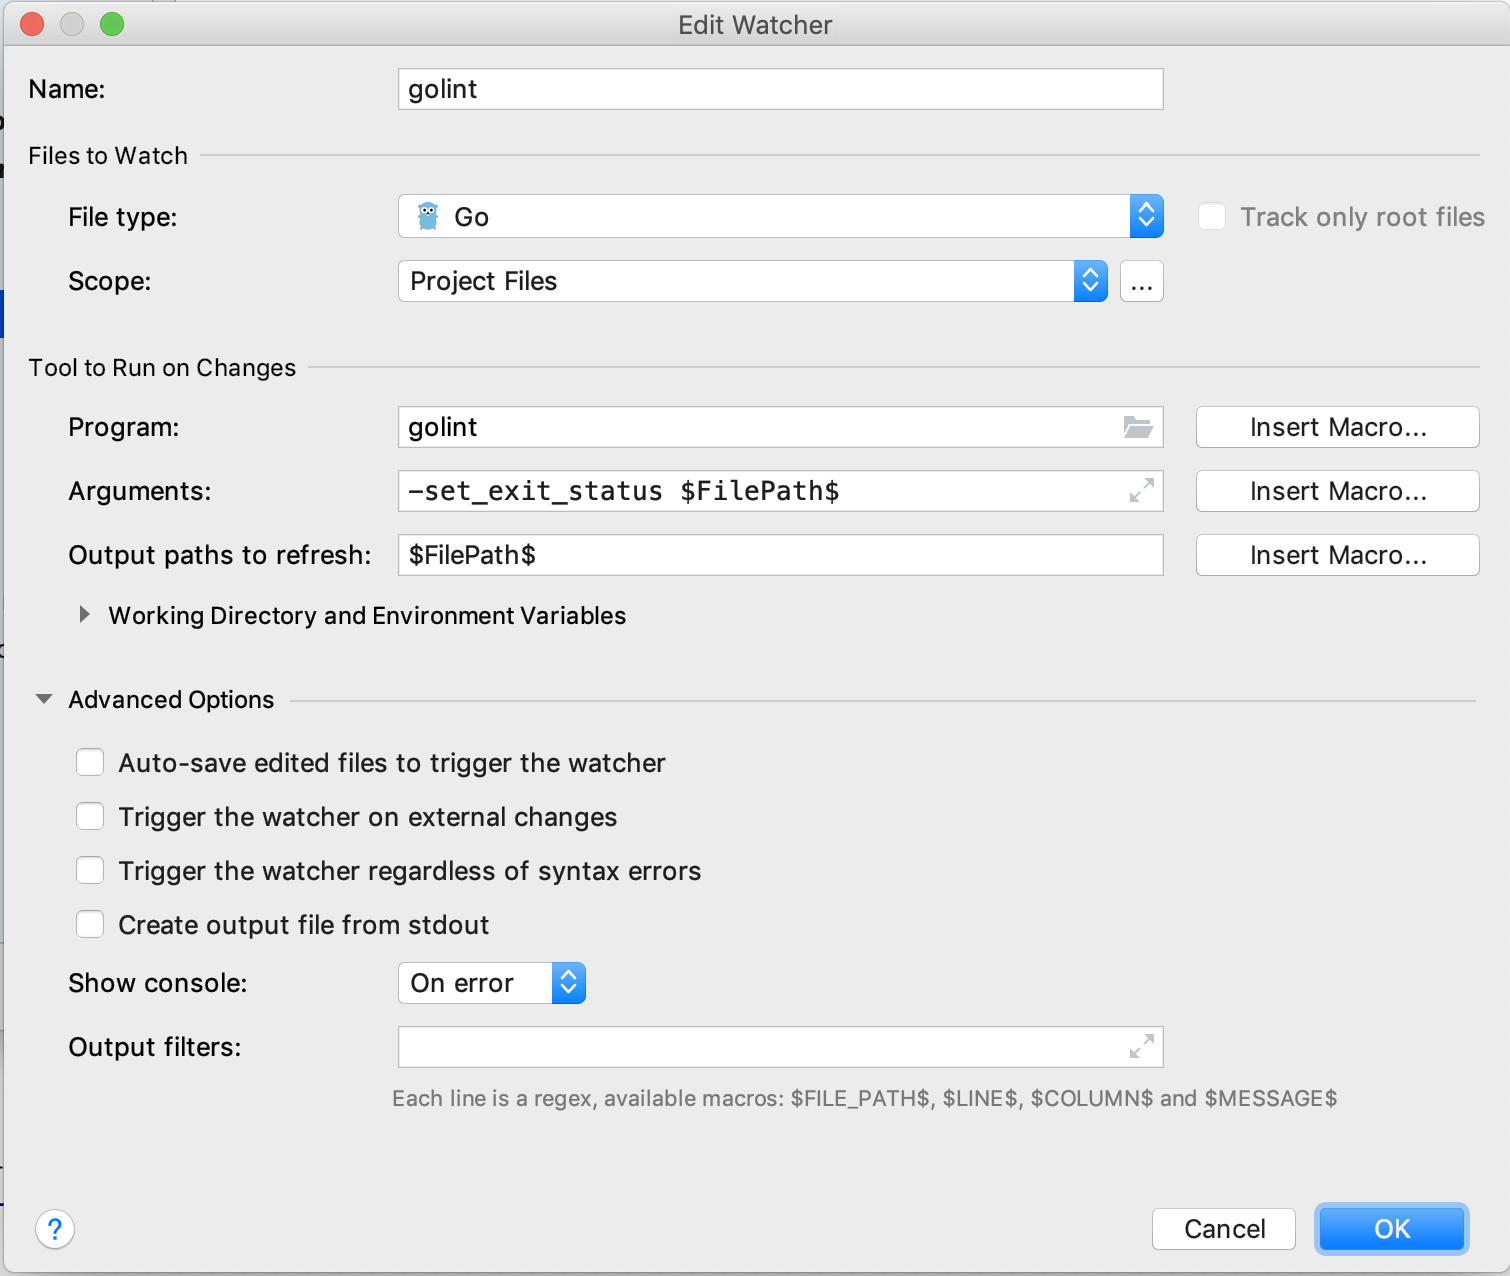 Edit Watcher
Name: golint
Files to Watch
File type: Go Track only root files
Scope: Project Files ...
Tool to Run on Changes
Program: golint Insert Macro...
Arguments: -set_exit_status $FilePath$ Insert Macro...
Output paths to refresh: $FilePath$ Insert Macro...
Working Directory and Environment Variables
Advanced Options
Auto-save edited files to trigger the watcher
Trigger the watcher on external changes
Trigger the watcher regardless of syntax errors
Create output file from stdout
Show console: On error
Output filters:
Each line is a regex, available macros: $FILE_PATH$, $LINE$, $COLUMN$ and $MESSAGE$
? Cancel OK